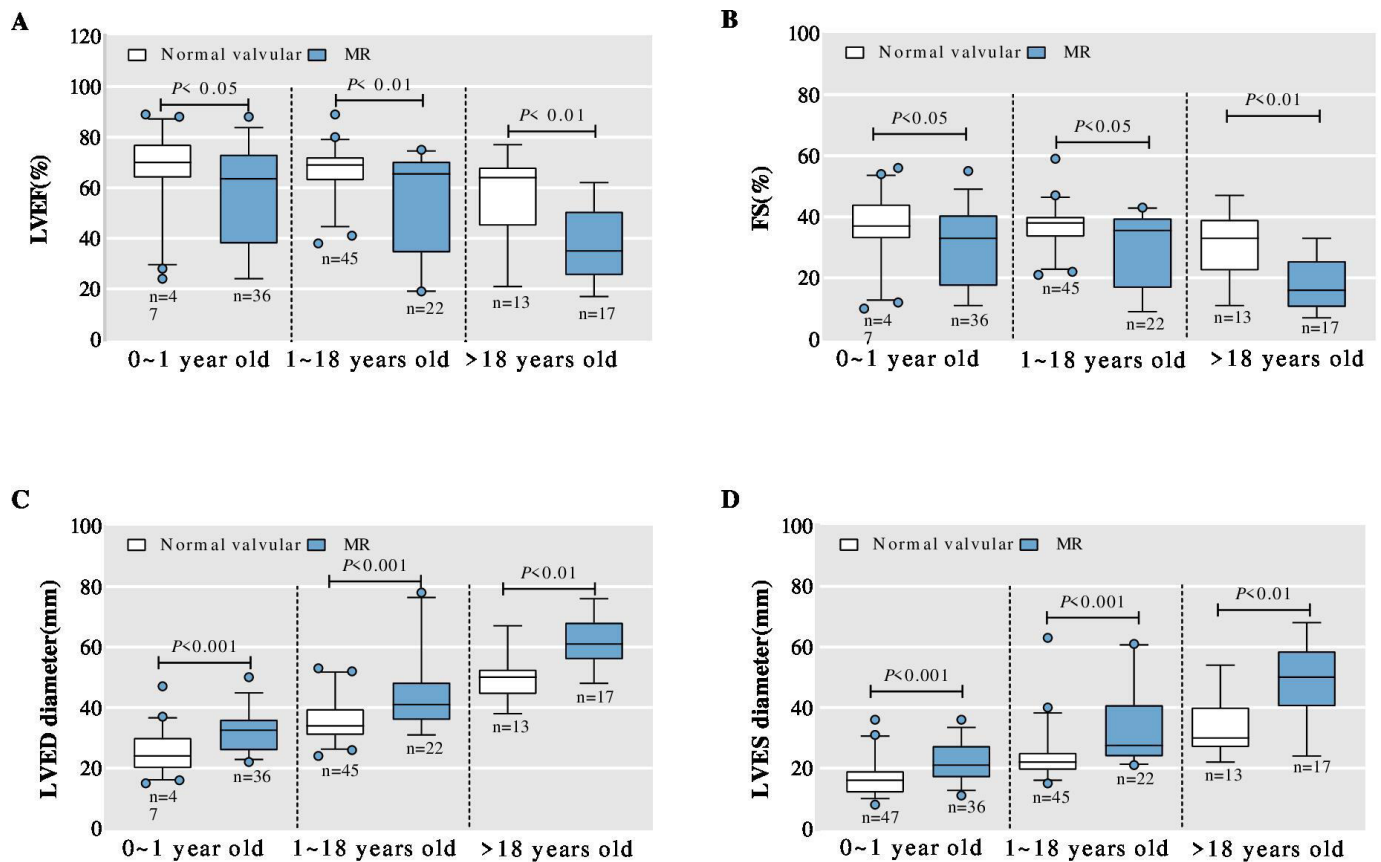 A
LVEF(%)
120
100
80
60
40
20
0
Normal valvular MR
P< 0.05
P< 0.01
P< 0.01
n=4
7
n=36
n=45
n=22
n=13
n=17
0~1 year old 1~18 years old >18 years old
B
FS(%)
100
80
60
40
20
0
Normal valvular MR
P<0.05
P<0.05
P<0.01
n=4
7
n=36
n=45
n=22
n=13
n=17
0~1 year old 1~18 years old >18 years old
C
LVED diameter(mm)
100
80
60
40
20
0
Normal valvular MR
P<0.001
P<0.001
P<0.01
n=4
7
n=36
n=45
n=22
n=13
n=17
0~1 year old 1~18 years old >18 years old
D
LVES diameter(mm)
100
80
60
40
20
0
Normal valvular MR
P<0.001
P<0.001
P<0.01
n=47
n=36
n=45
n=22
n=13
n=17
0~1 year old 1~18 years old >18 years old